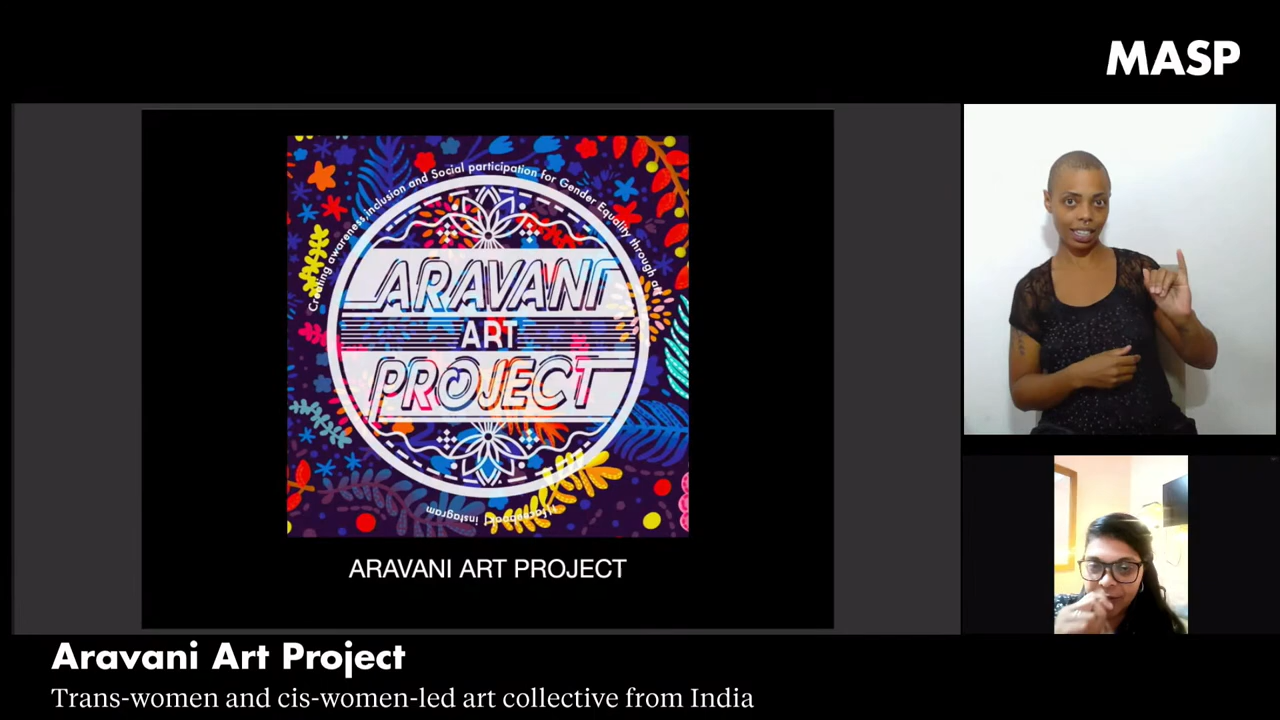 MASP
Creating awareness, inclusion and Social participation for Gender Equality through art
ARAVANI
ART
PROJECT
instagram
ARAVANI ART PROJECT
Aravani Art Project
Trans-women and cis-women-led art collective from India